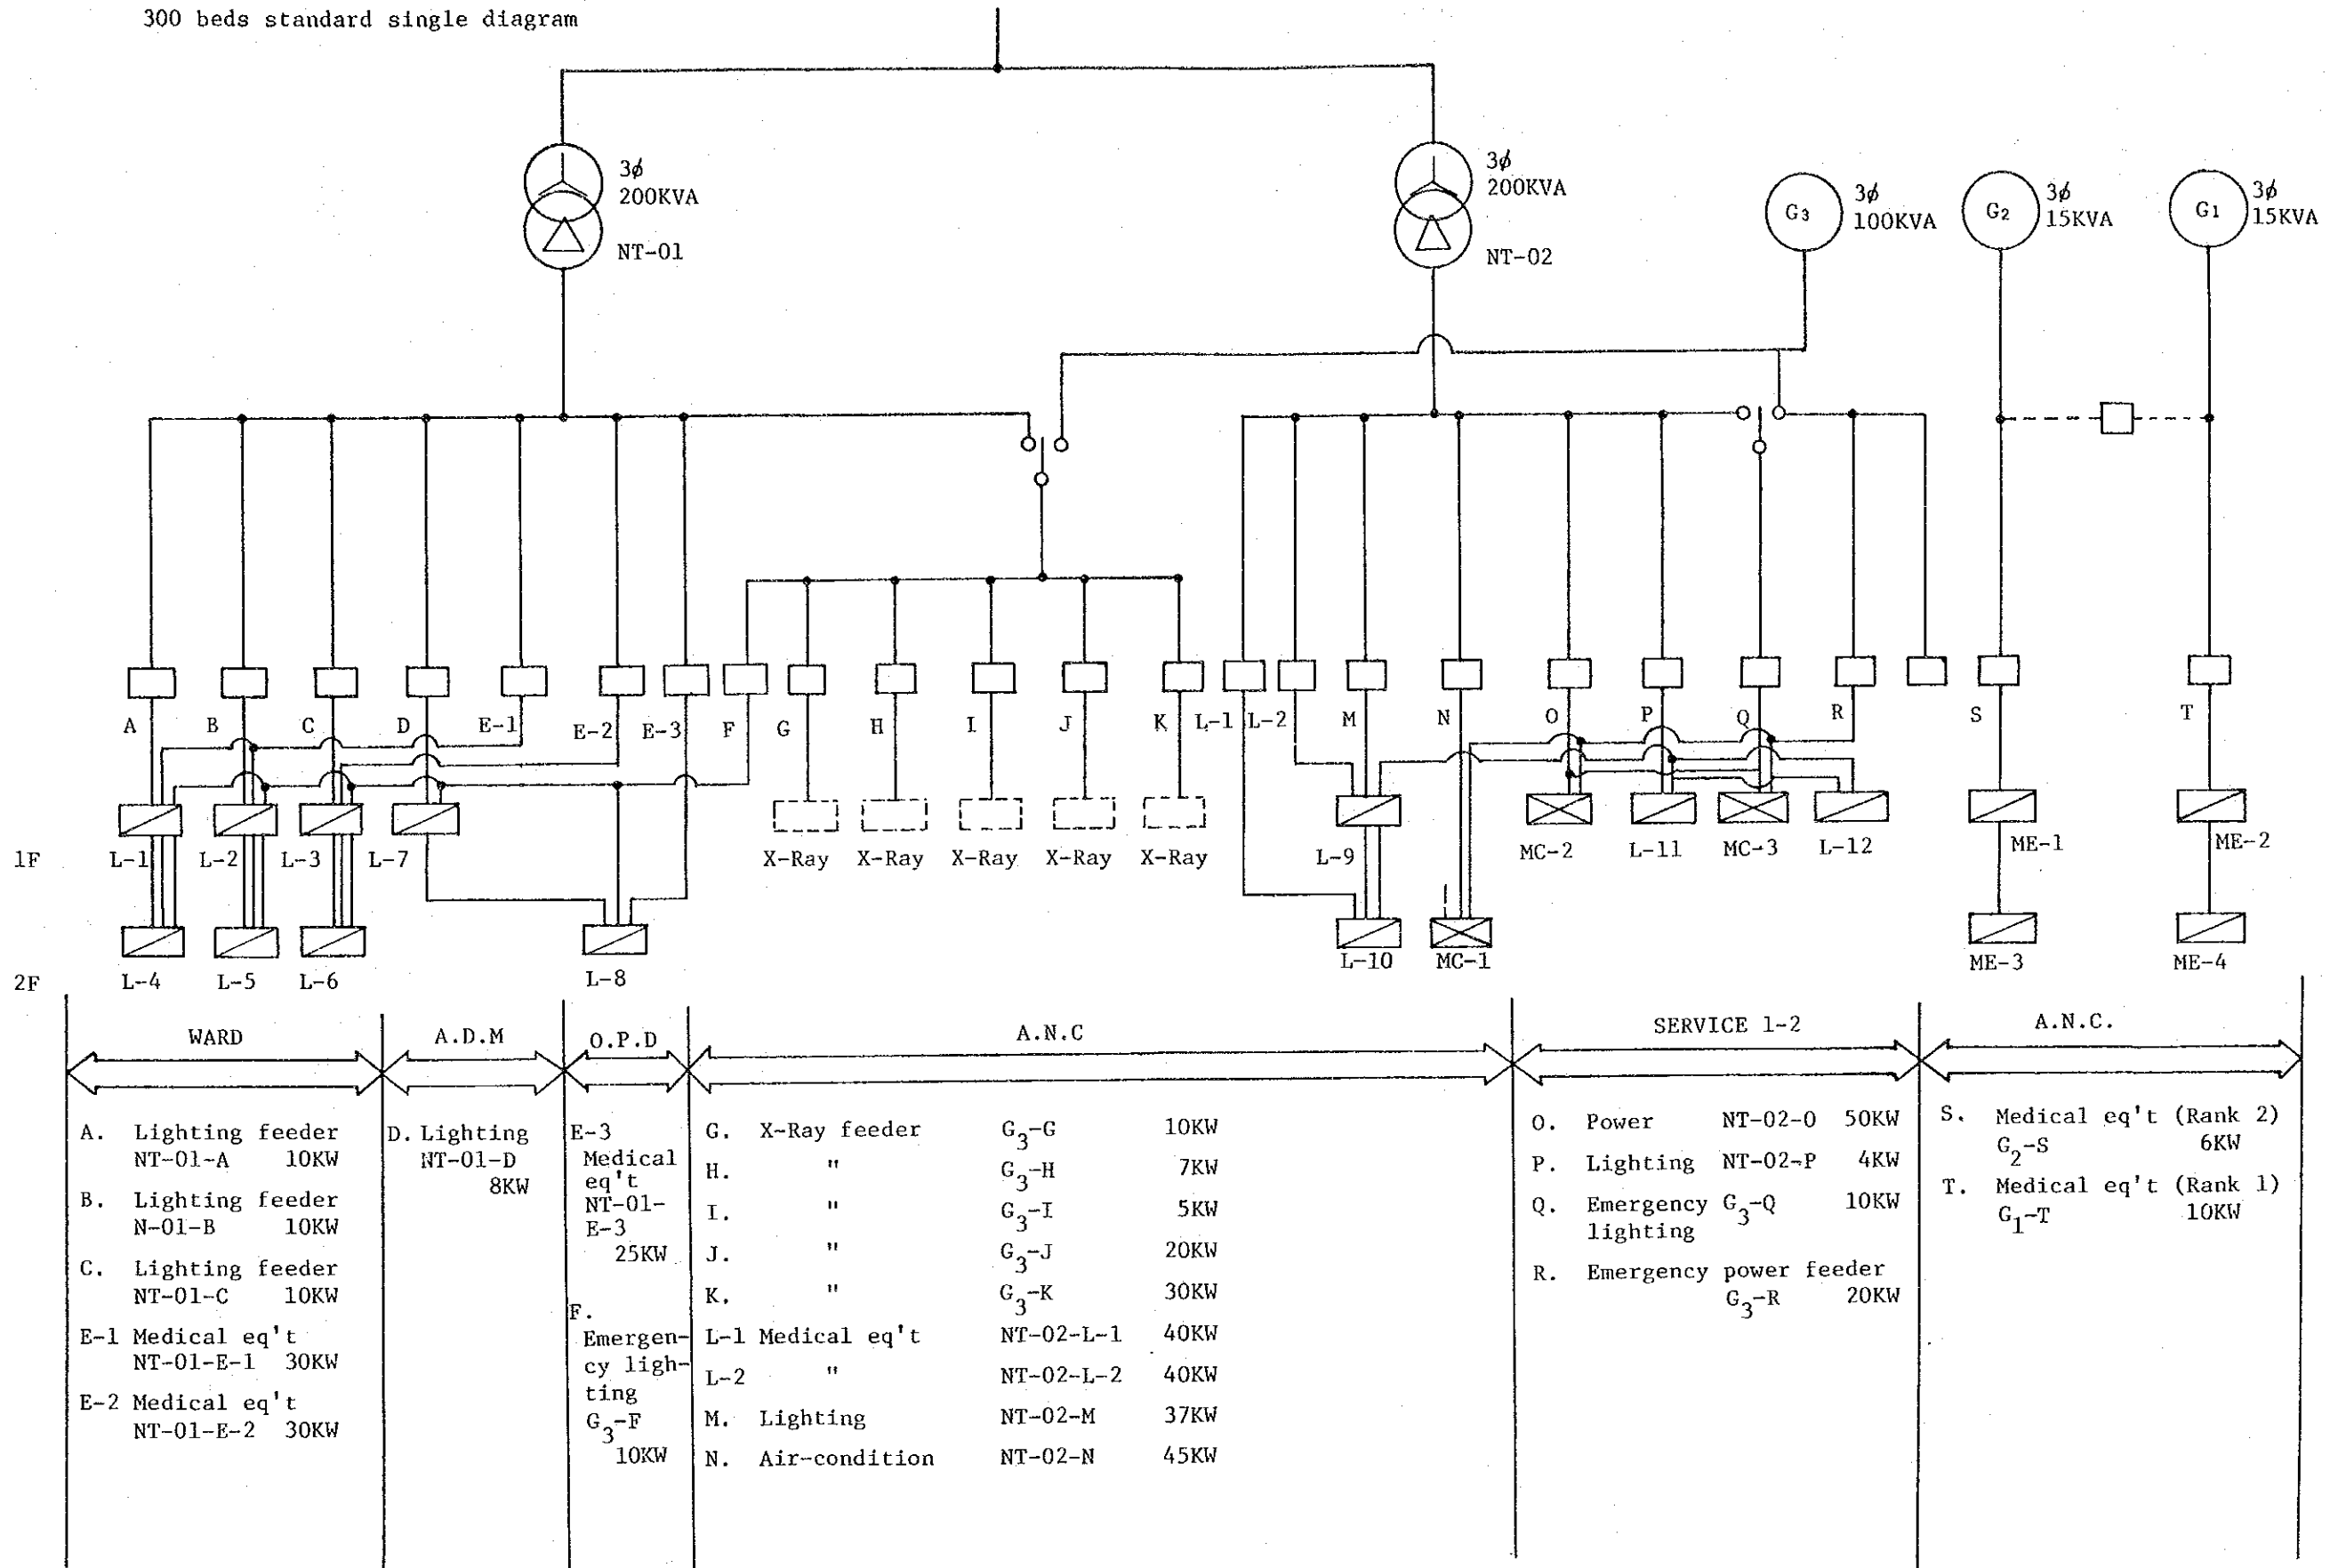 300 beds standard single diagram
3ø
200KVA
NT-01
3ø
200KVA
NT-02
G3
3ø
100KVA
G2
3ø
15KVA
G1
3ø
15KVA
A
B
C
D
E-1
E-2
E-3
F
G
H
I
J
K
L-1
L-2
M
N
O
P
Q
R
S
T
1F
L-1
L-2
L-3
L-7
X-Ray
X-Ray
X-Ray
X-Ray
X-Ray
L-9
MC-2
L-11
MC-3
L-12
ME-1
ME-2
2F
L-4
L-5
L-6
L-8
L-10
MC-1
ME-3
ME-4
WARD
A.D.M
O.P.D
A.N.C
SERVICE 1-2
A.N.C.
A. Lighting feeder
NT-01-A 10KW
B. Lighting feeder
N-01-B 10KW
C. Lighting feeder
NT-01-C 10KW
E-1 Medical eq't
NT-01-E-1 30KW
E-2 Medical eq't
NT-01-E-2 30KW
D. Lighting
NT-01-D
8KW
E-3
Medical
eq't
NT-01-
E-3
25KW
F.
Emergen-
cy ligh-
ting
G3-F
10KW
G. X-Ray feeder G3-G 10KW
H. " G3-H 7KW
I. " G3-I 5KW
J. " G3-J 20KW
K. " G3-K 30KW
L-1 Medical eq't NT-02-L-1 40KW
L-2 " NT-02-L-2 40KW
M. Lighting NT-02-M 37KW
N. Air-condition NT-02-N 45KW
O. Power NT-02-O 50KW
P. Lighting NT-02-P 4KW
Q. Emergency G3-Q 10KW
lighting
R. Emergency power feeder
G3-R 20KW
S. Medical eq't (Rank 2)
G2-S 6KW
T. Medical eq't (Rank 1)
G1-T 10KW